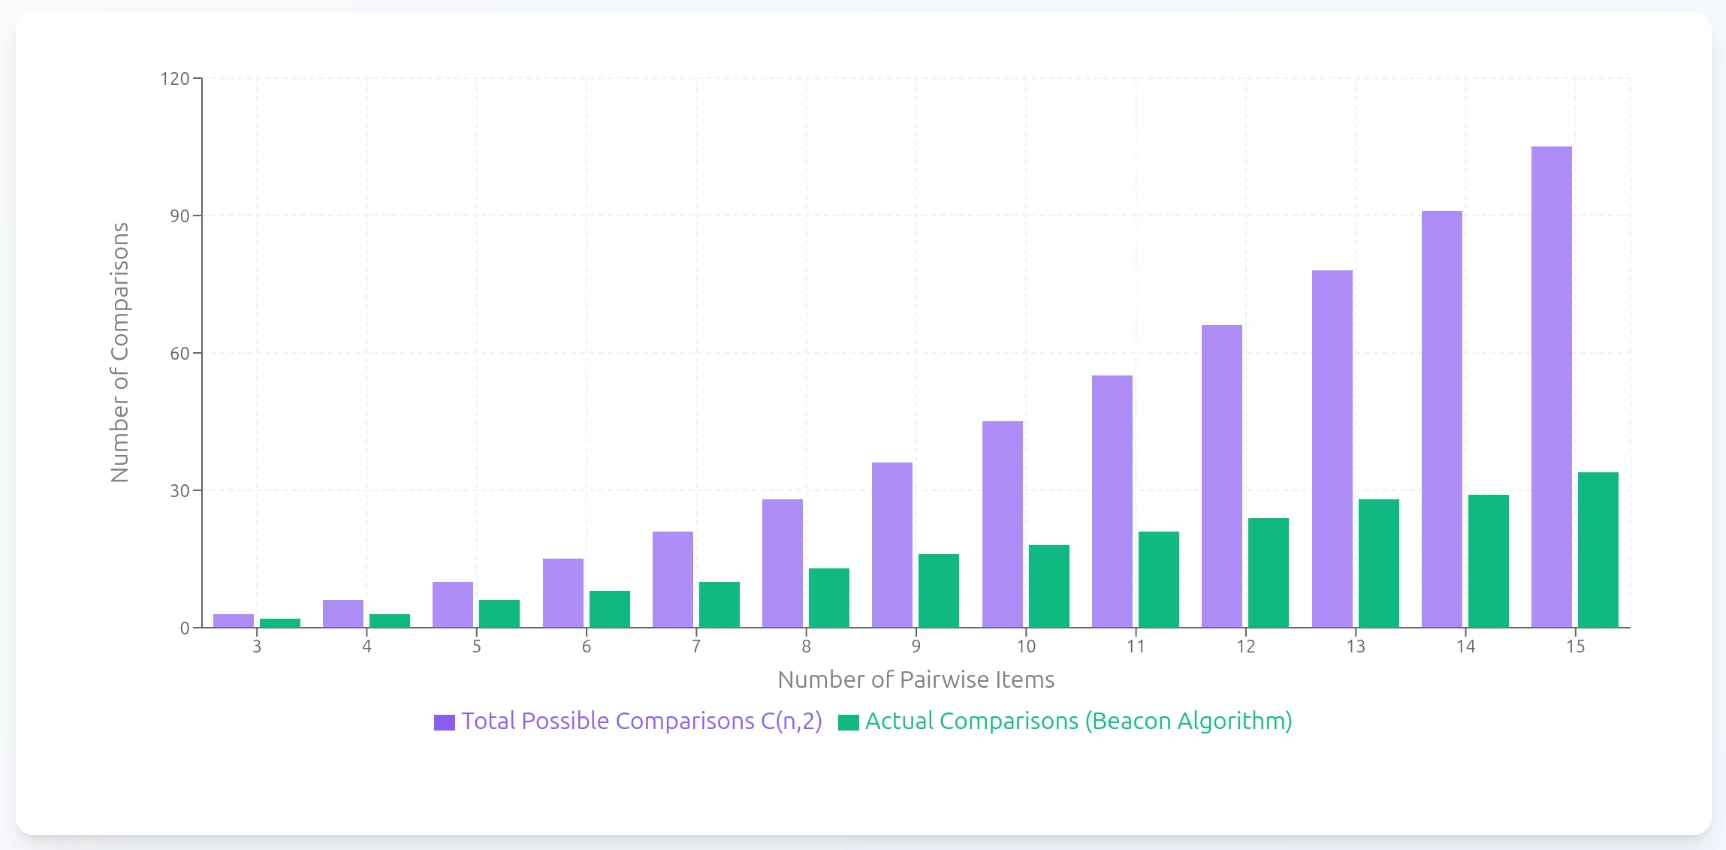 120
90
60
30
0
Number of Comparisons
3 4 5 6 7 8 9 10 11 12 13 14 15
Number of Pairwise Items
Total Possible Comparisons C(n,2) Actual Comparisons (Beacon Algorithm)